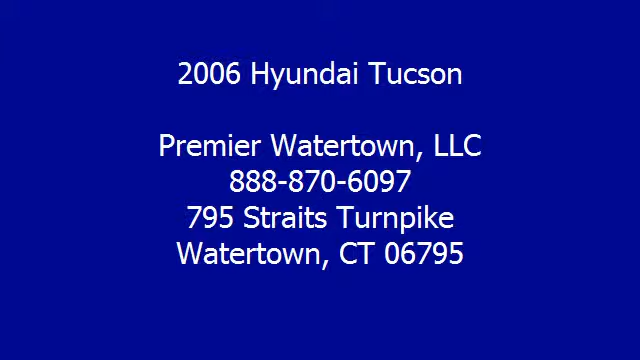 2006 Hyundai Tucson
Premier Watertown, LLC
888-870-6097
795 Straits Turnpike
Watertown, CT 06795